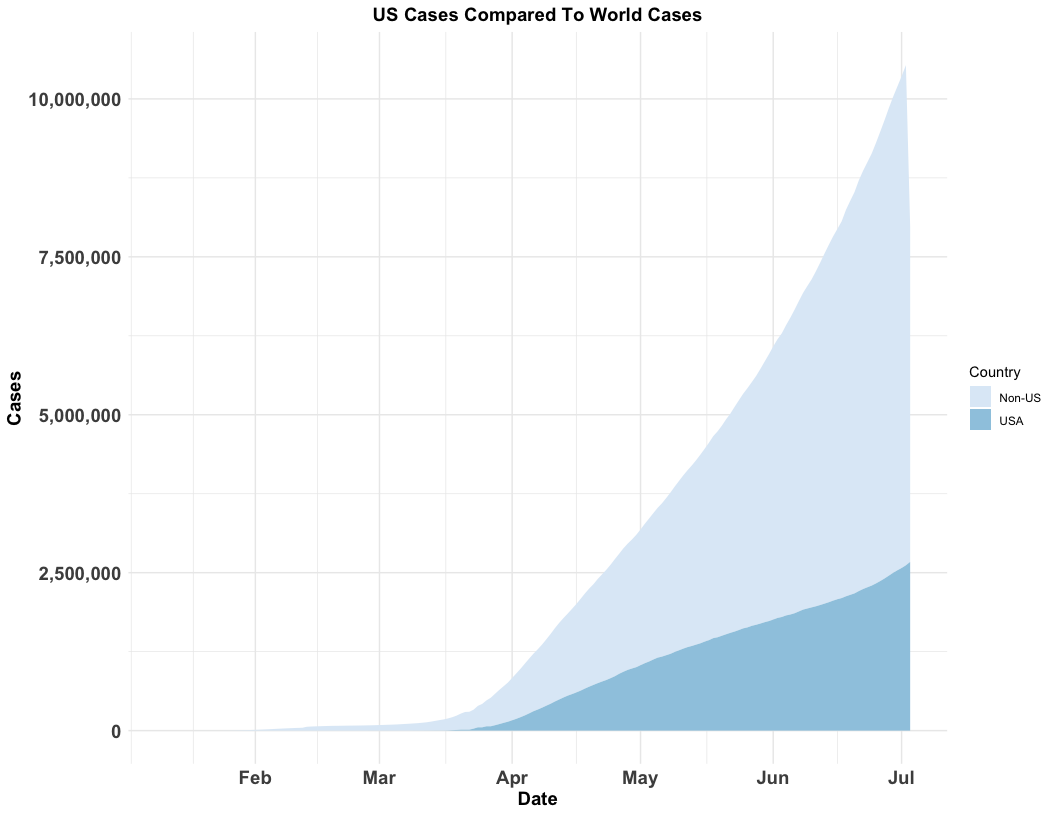 US Cases Compared To World Cases
10,000,000
7,500,000
5,000,000
2,500,000
0
Cases
Feb Mar Apr May Jun Jul
Date
Country
Non-US
USA